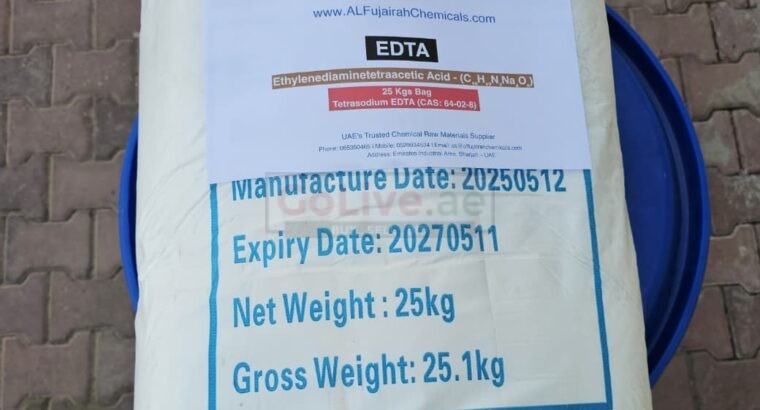 www.ALFujairahChemicals.com
EDTA
Ethylenediaminetetraacetic Acid - (C H N Na O )
25 Kgs Bag
Tetrasodium EDTA (CAS: 64-02-8)
UAE's Trusted Chemical Raw Materials Supplier
Address: Emirates Industrial Area, Sharjah - UAE
Manufacture Date: 20250512
GoLive.ae
Expiry Date: 20270511
Net Weight : 25kg
Gross Weight: 25.1kg